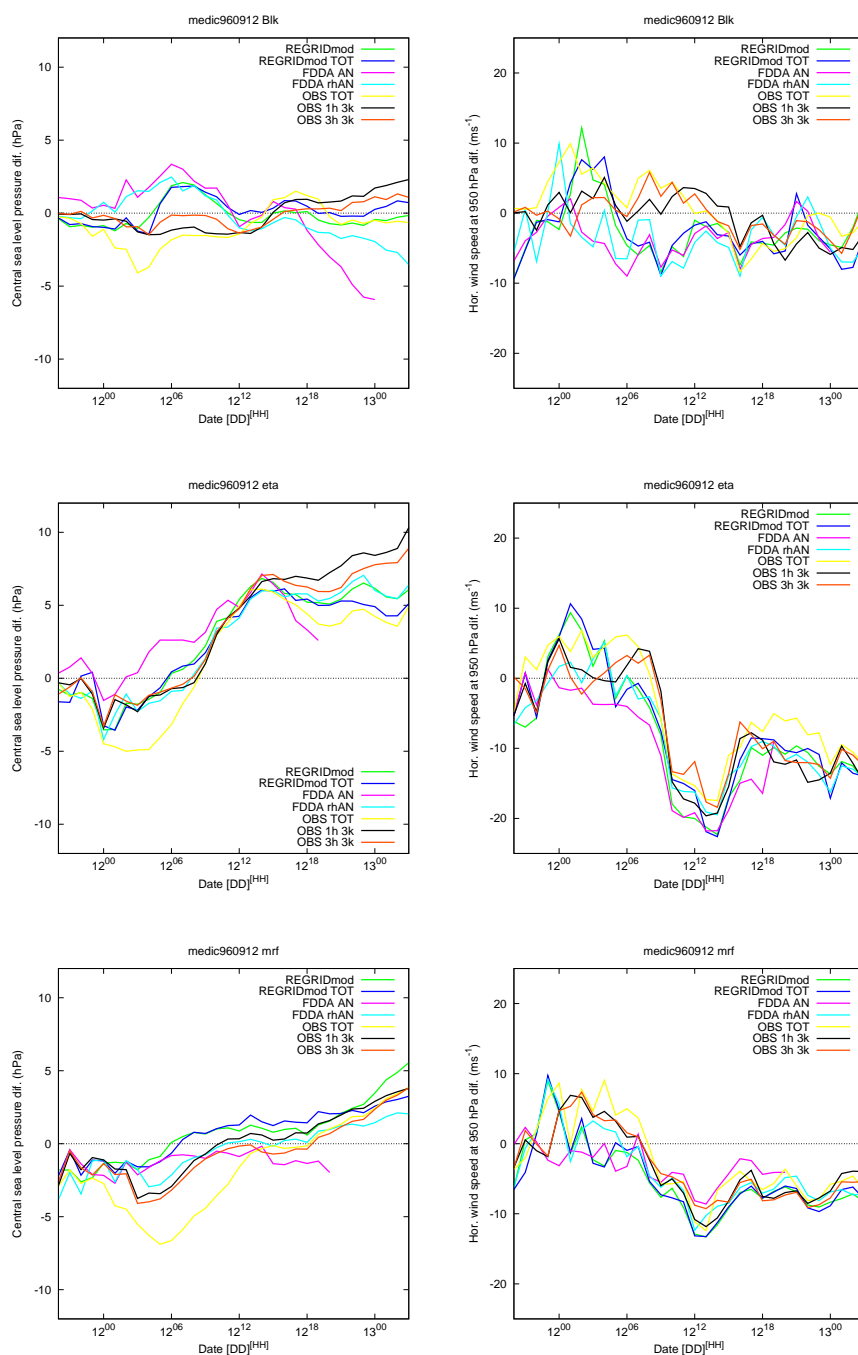 medic960912 Blk
Central sea level pressure dif. (hPa)
10
5
0
-5
-10
REGRIDmod
REGRIDmod TOT
FDDA AN
FDDA rhAN
OBS TOT
OBS 1h 3k
OBS 3h 3k
12^00 12^06 12^12 12^18 13^00
Date [DD]^[HH]
medic960912 Blk
Hor. wind speed at 950 hPa dif. (ms^-1)
20
10
0
-10
-20
REGRIDmod
REGRIDmod TOT
FDDA AN
FDDA rhAN
OBS TOT
OBS 1h 3k
OBS 3h 3k
12^00 12^06 12^12 12^18 13^00
Date [DD]^[HH]
medic960912 eta
Central sea level pressure dif. (hPa)
10
5
0
-5
-10
REGRIDmod
REGRIDmod TOT
FDDA AN
FDDA rhAN
OBS TOT
OBS 1h 3k
OBS 3h 3k
12^00 12^06 12^12 12^18 13^00
Date [DD]^[HH]
medic960912 eta
Hor. wind speed at 950 hPa dif. (ms^-1)
20
10
0
-10
-20
REGRIDmod
REGRIDmod TOT
FDDA AN
FDDA rhAN
OBS TOT
OBS 1h 3k
OBS 3h 3k
12^00 12^06 12^12 12^18 13^00
Date [DD]^[HH]
medic960912 mrf
Central sea level pressure dif. (hPa)
10
5
0
-5
-10
REGRIDmod
REGRIDmod TOT
FDDA AN
FDDA rhAN
OBS TOT
OBS 1h 3k
OBS 3h 3k
12^00 12^06 12^12 12^18 13^00
Date [DD]^[HH]
medic960912 mrf
Hor. wind speed at 950 hPa dif. (ms^-1)
20
10
0
-10
-20
REGRIDmod
REGRIDmod TOT
FDDA AN
FDDA rhAN
OBS TOT
OBS 1h 3k
OBS 3h 3k
12^00 12^06 12^12 12^18 13^00
Date [DD]^[HH]